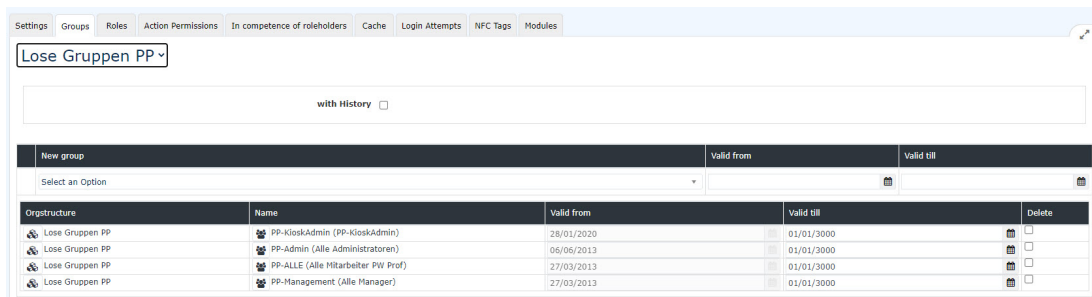 Settings Groups Roles Action Permissions In competence of roleholders Cache Login Attempts NFC Tags Modules
Lose Gruppen PP
with History
New group Valid from Valid till
Select an Option
Orgstructure Name Valid from Valid till Delete
Lose Gruppen PP PP-KioskAdmin (PP-KioskAdmin) 28/01/2020 01/01/3000
Lose Gruppen PP PP-Admin (Alle Administratoren) 06/06/2013 01/01/3000
Lose Gruppen PP PP-ALLE (Alle Mitarbeiter PW Prof) 27/03/2013 01/01/3000
Lose Gruppen PP PP-Management (Alle Manager) 27/03/2013 01/01/3000